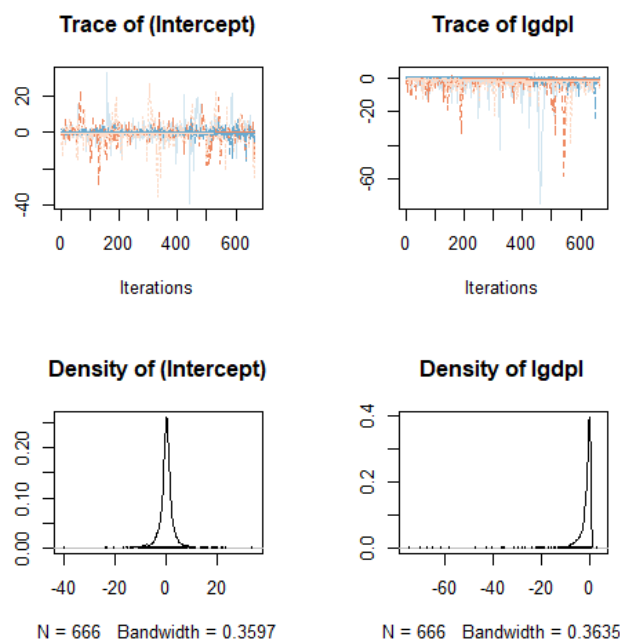 Trace of (Intercept)
Trace of lgdpl
20
0
-40
0
-20
-60
0 200 400 600
0 200 400 600
Iterations
Iterations
Density of (Intercept)
Density of lgdpl
0.20
0.10
0.00
0.4
0.2
0.0
-40 -20 0 20
-60 -40 -20 0
N = 666 Bandwidth = 0.3597
N = 666 Bandwidth = 0.3635